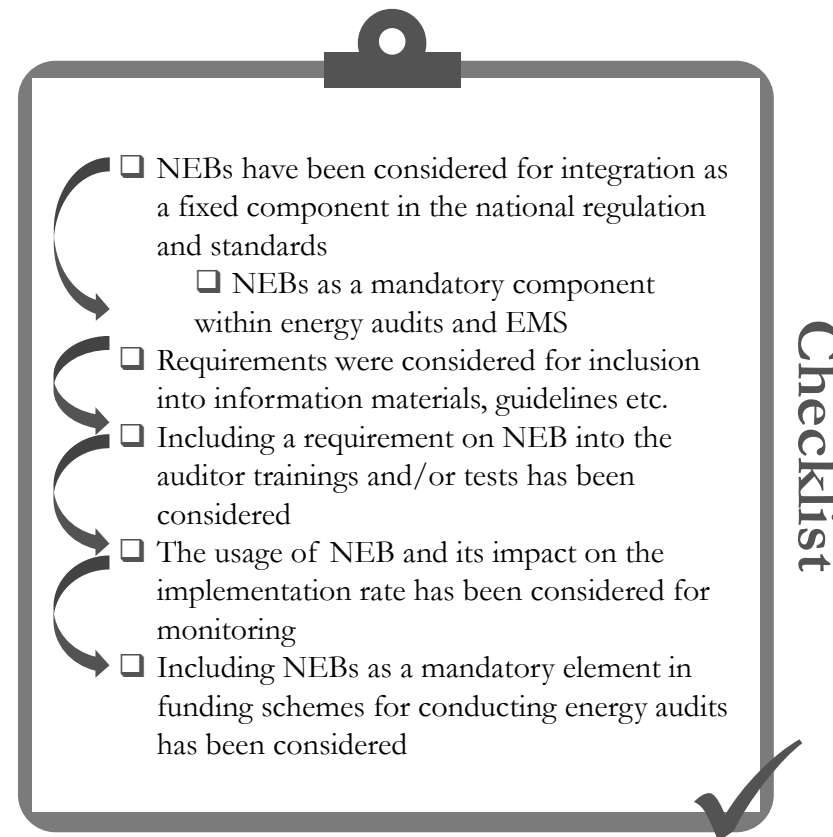 ❑ NEBs have been considered for integration as
a fixed component in the national regulation
and standards
❑ NEBs as a mandatory component
within energy audits and EMS
❑ Requirements were considered for inclusion
into information materials, guidelines etc.
❑ Including a requirement on NEB into the
auditor trainings and/or tests has been
considered
❑ The usage of NEB and its impact on the
implementation rate has been considered for
monitoring
❑ Including NEBs as a mandatory element in
funding schemes for conducting energy audits
has been considered
Checklist